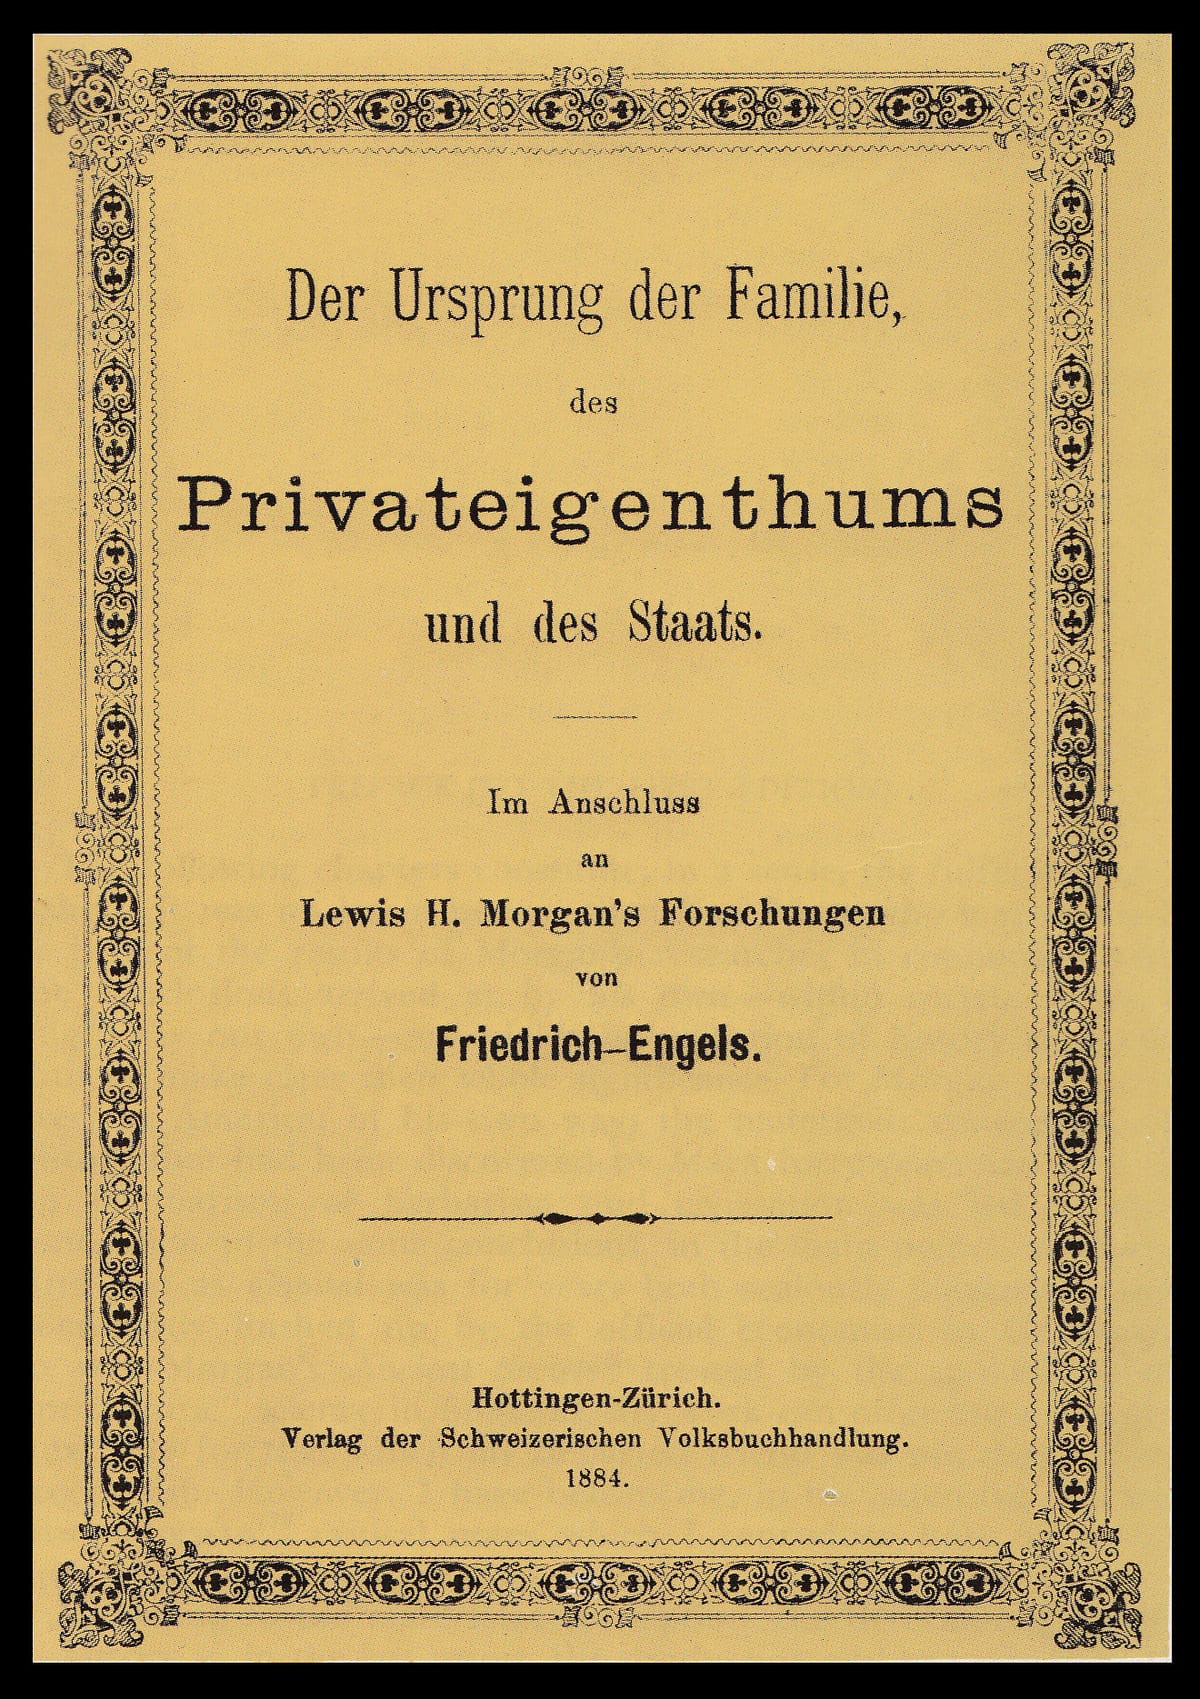 Der Ursprung der Familie,
des
Privateigenthums
und des Staats.
Im Anschluss
an
Lewis H. Morgan's Forschungen
von
Friedrich-Engels.
Hottingen-Zürich.
Verlag der Schweizerischen Volksbuchhandlung.
1884.